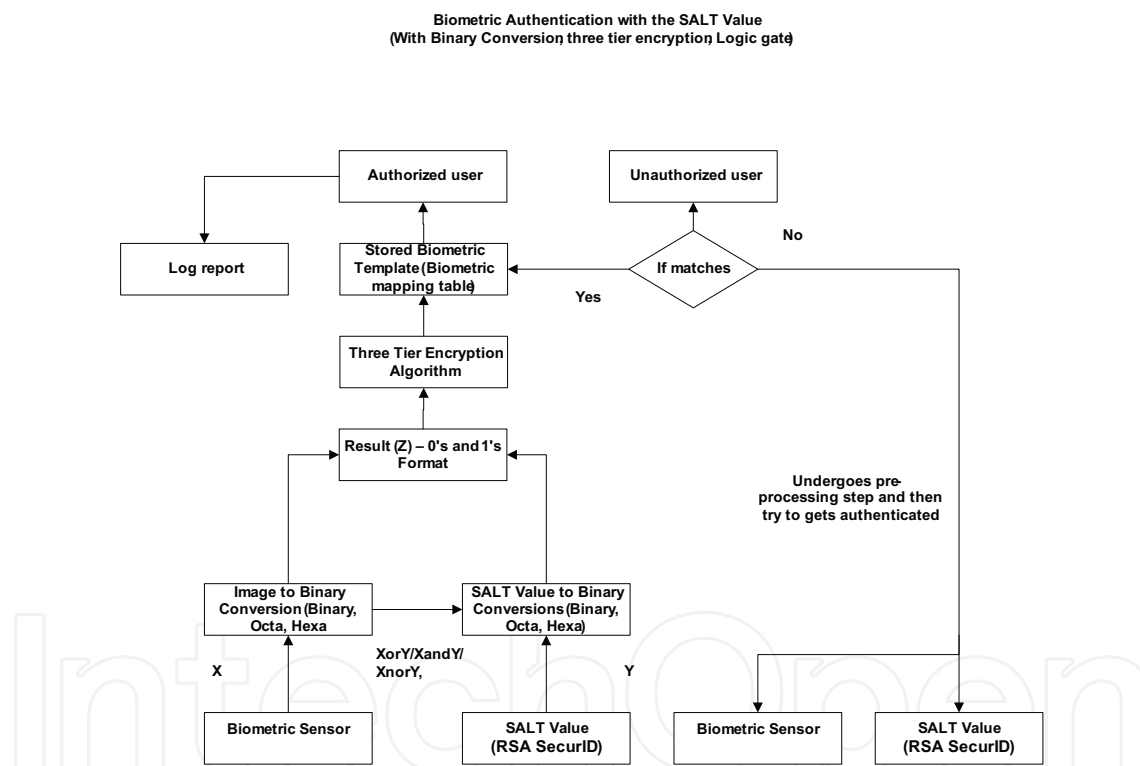 Biometric Authentication with the SALT Value
(With Binary Conversion, three tier encryption, Logic gate)
Authorized user
Unauthorized user
No
Log report
Stored Biometric
Template (Biometric
mapping table)
If matches
Yes
Three Tier Encryption
Algorithm
Result (Z) – 0's and 1's
Format
Undergoes pre-
processing step and then
try to gets authenticated
Image to Binary
Conversion (Binary,
Octa, Hexa
SALT Value to Binary
Conversions (Binary,
Octa, Hexa)
X
XorY/XandY/
XnorY,
Y
Biometric Sensor
SALT Value
(RSA SecurID)
Biometric Sensor
SALT Value
(RSA SecurID)
IntechOpen